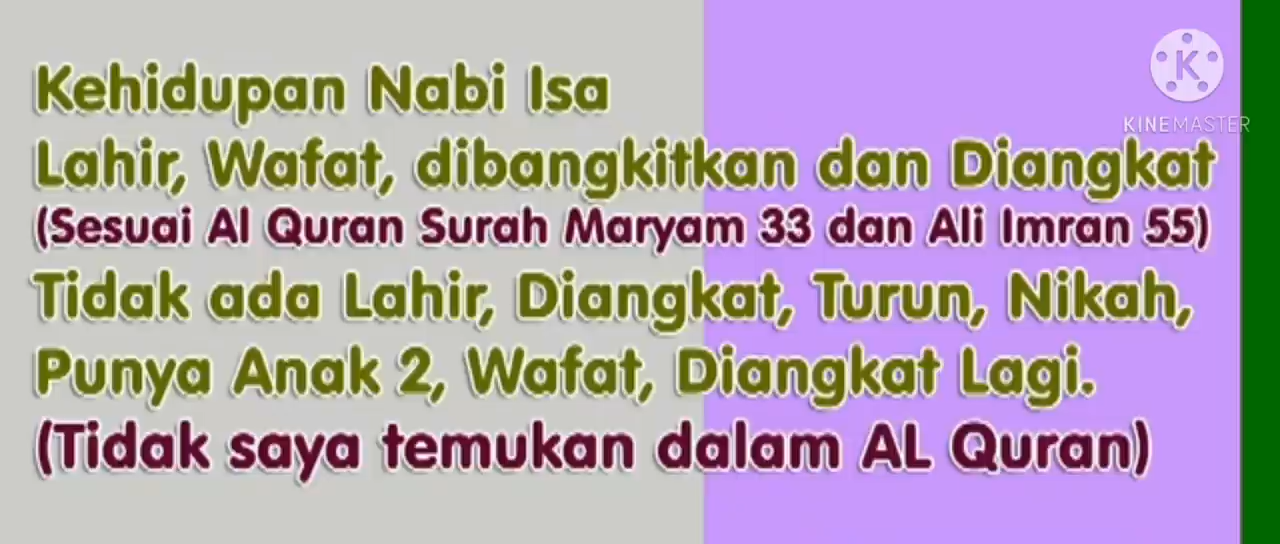 Kehidupan Nabi Isa
Lahir, Wafat, dibangkitkan dan Diangkat
(Sesuai Al Quran Surah Maryam 33 dan Ali Imran 55)
Tidak ada Lahir, Diangkat, Turun, Nikah,
Punya Anak 2, Wafat, Diangkat Lagi.
(Tidak saya temukan dalam AL Quran)
K
KINEMASTER